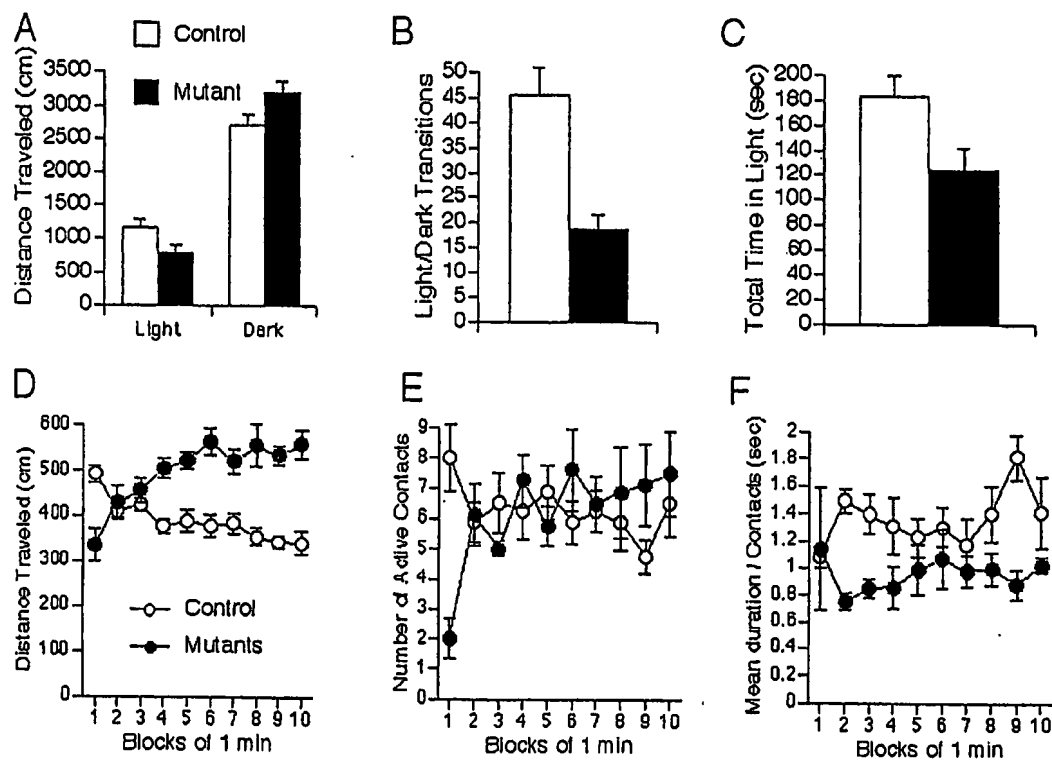 A
Control
Mutant
Distance Traveled (cm)
3500
3000
2500
2000
1500
1000
500
0
Light
Dark
B
Light/Dark Transitions
50
45
40
35
30
25
20
15
10
5
0
C
Total Time in Light (sec)
200
180
160
140
120
100
80
60
40
20
0
D
Distance Traveled (cm)
600
500
400
300
200
100
0
Control
Mutants
1 2 3 4 5 6 7 8 9 10
Blocks of 1 min
E
Number of Active Contacts
9
8
7
6
5
4
3
2
1
0
1 2 3 4 5 6 7 8 9 10
Blocks of 1 min
F
Mean duration / Contacts (sec)
2
1.8
1.6
1.4
1.2
1
0.8
0.6
0.4
0.2
0
1 2 3 4 5 6 7 8 9 10
Blocks of 1 min